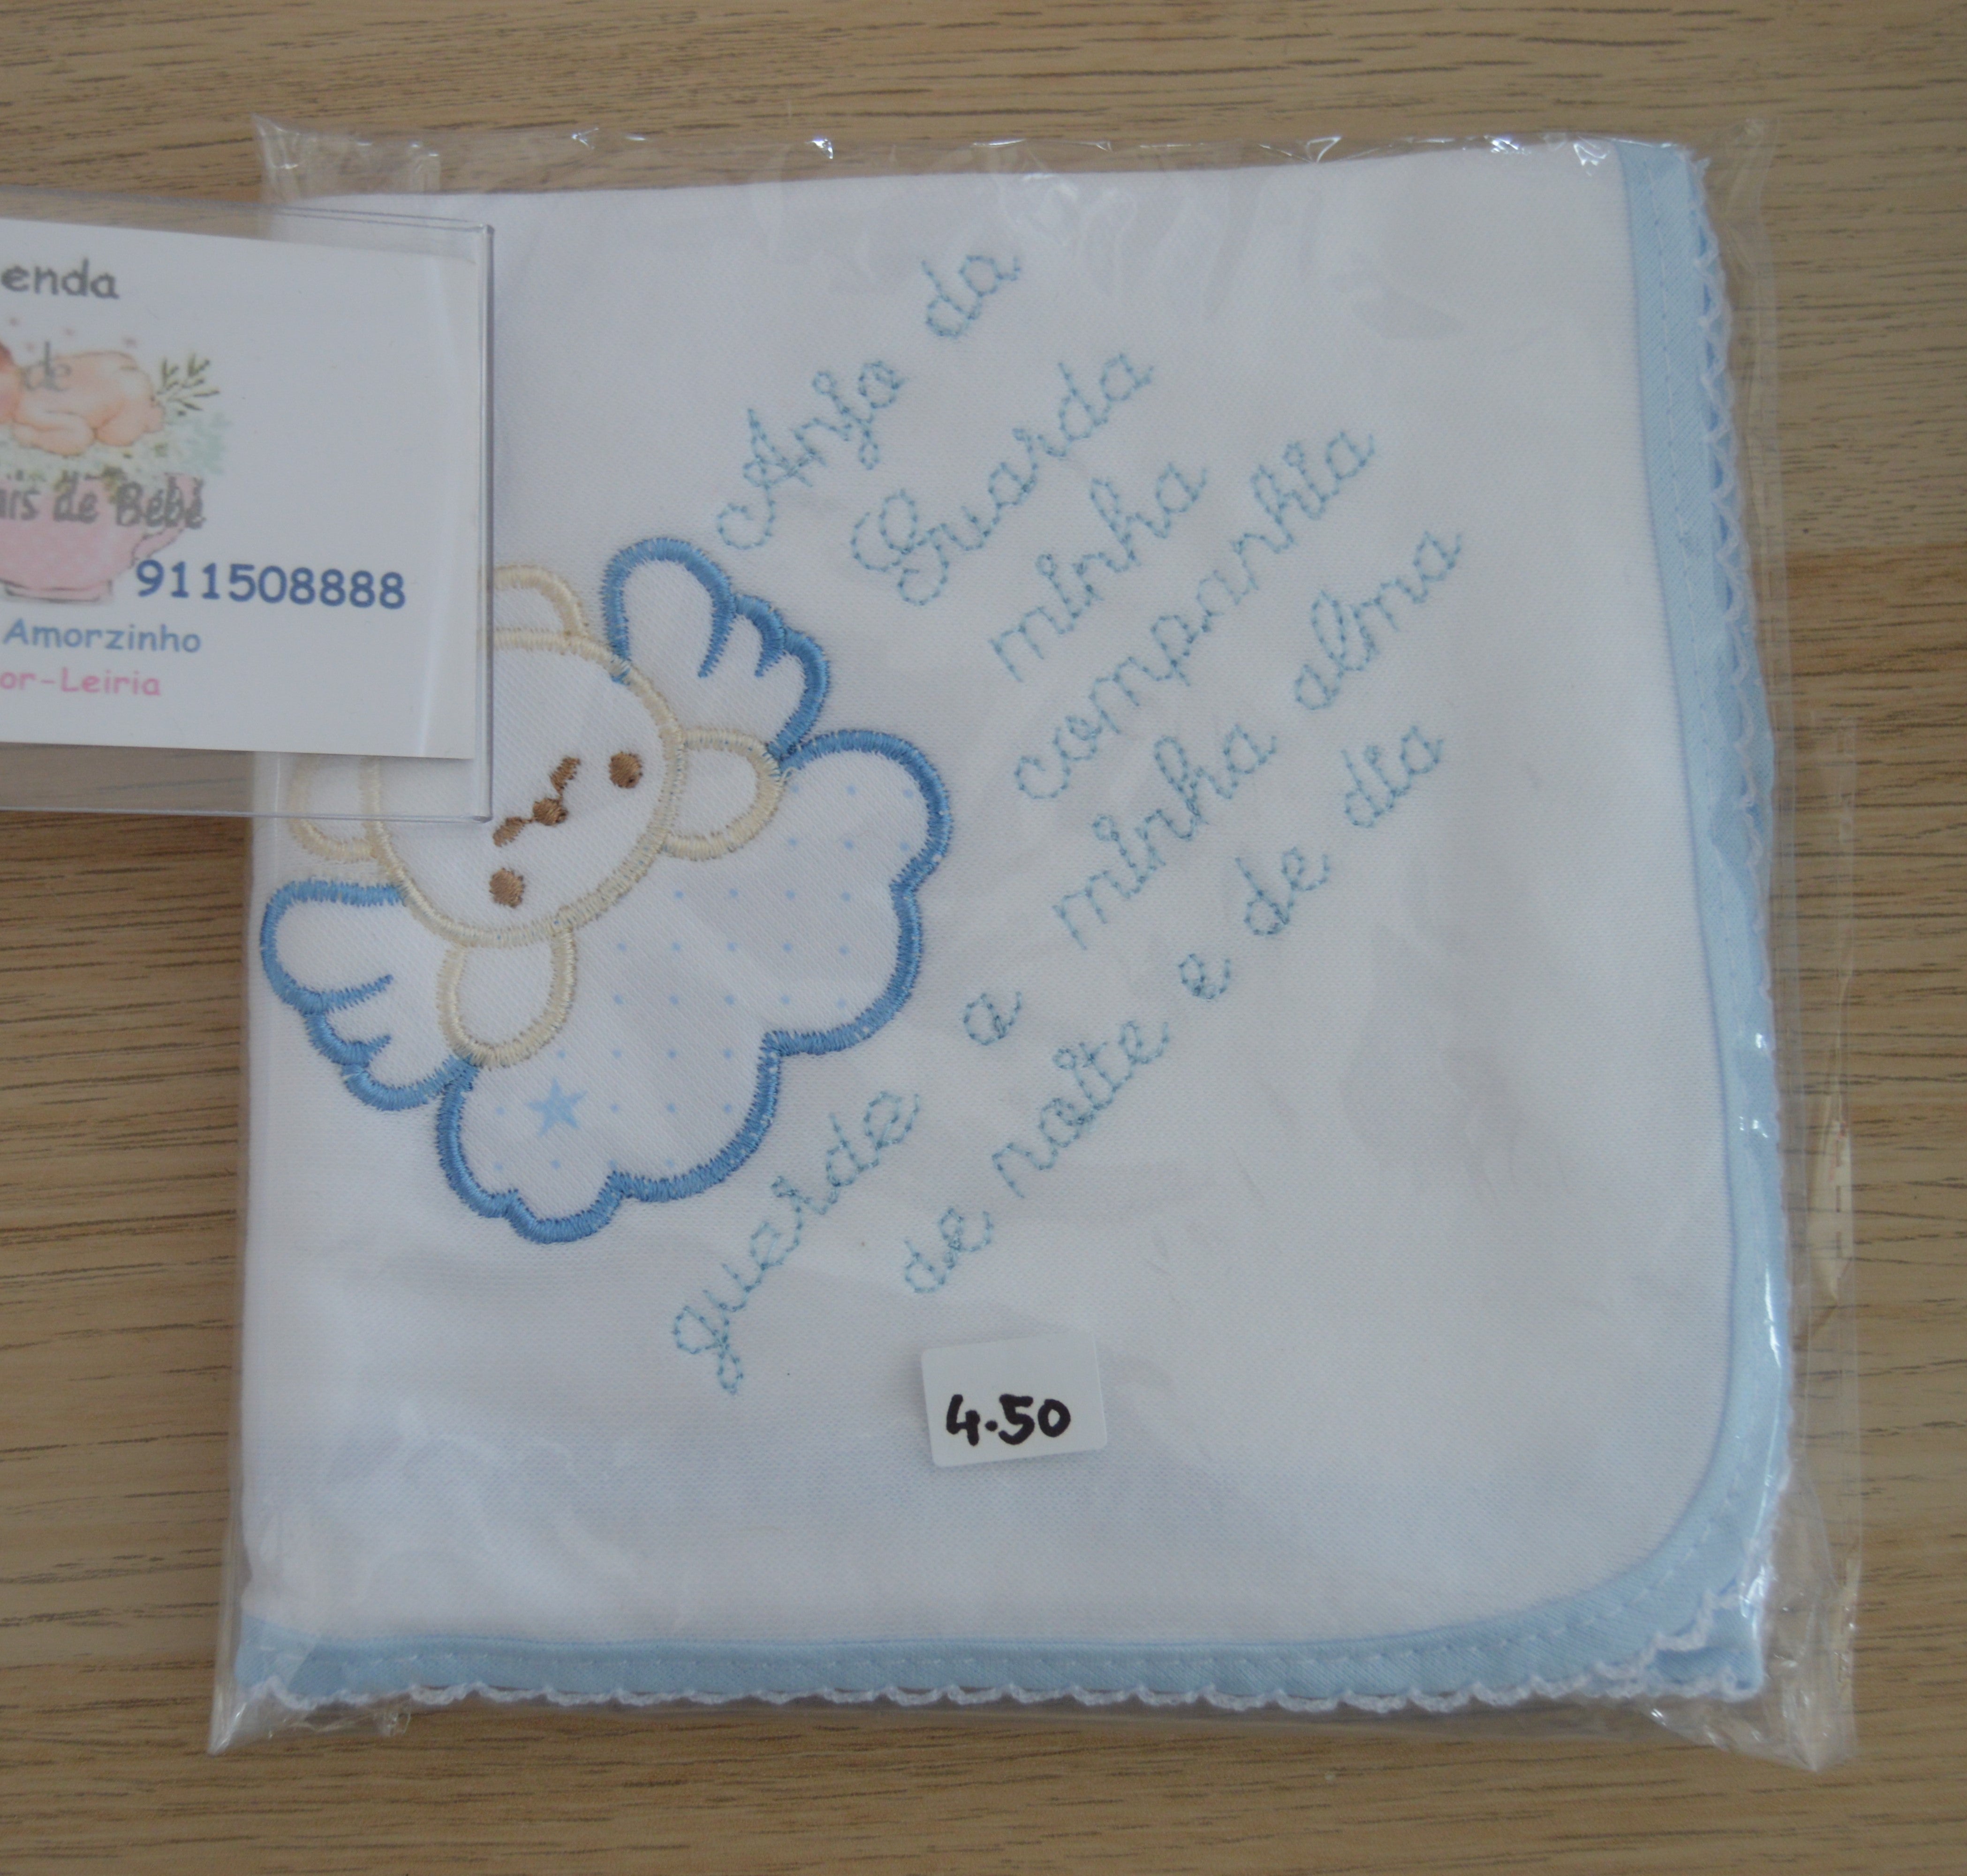 enda
de
ais de Bebé
911508888
Amorzinho
or-Leiria
Anjo da
Guarda
minha
companhia
guarde a minha alma
de noite e de dia
4.50